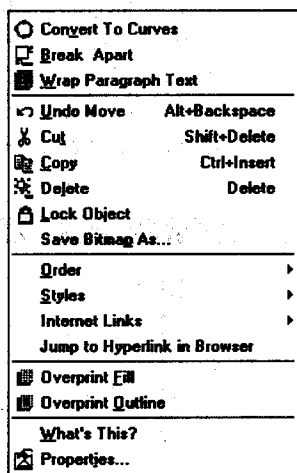 Convert To Curves
Break Apart
Wrap Paragraph Text
Undo Move Alt+Backspace
Cut Shift+Delete
Copy Ctrl+Insert
Delete Delete
Lock Object
Save Bitmap As...
Order
Styles
Internet Links
Jump to Hyperlink in Browser
Overprint Fill
Overprint Outline
What's This?
Properties...